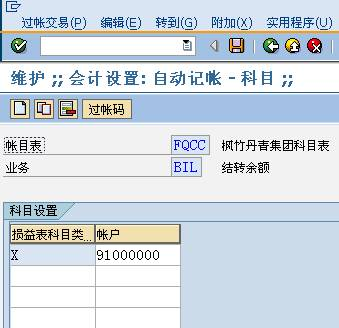 过帐交易(P) 编辑(E) 转到(G) 附加(X) 实用程序(U)
维护 ;; 会计设置: 自动记帐 - 科目 ;;
过帐码
帐目表 FQCC 枫竹丹青集团科目表
业务 BIL 结转余额
科目设置
损益表科目类... 帐户
X 91000000